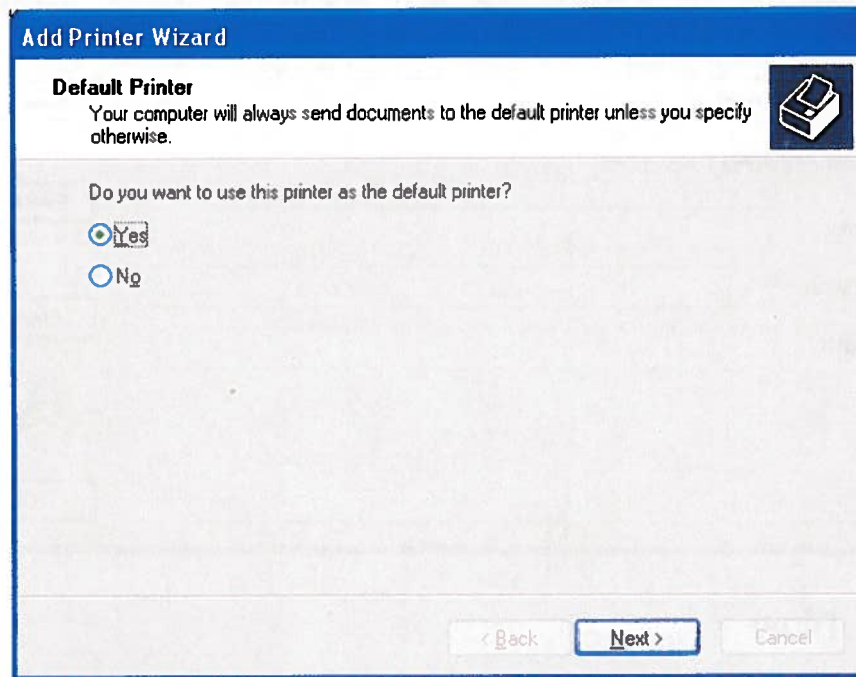 Add Printer Wizard
Default Printer
Your computer will always send documents to the default printer unless you specify
otherwise.
Do you want to use this printer as the default printer?
Yes
No
< Back Next > Cancel